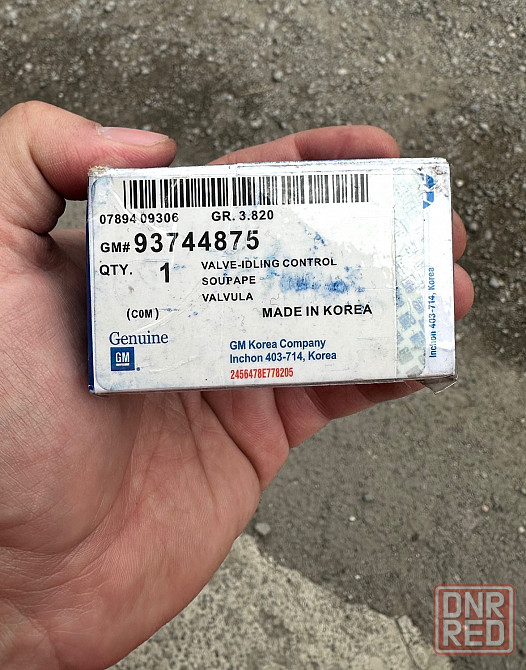 07894 09306 GR. 3.820
GM# 93744875
QTY. 1 VALVE-IDLING CONTROL
SOUPAPE
VALVULA
(COM) MADE IN KOREA
Genuine
GM
GM Korea Company
Inchon 403-714, Korea
2456478E778205
Inchon 403-714, Korea
DNR
RED